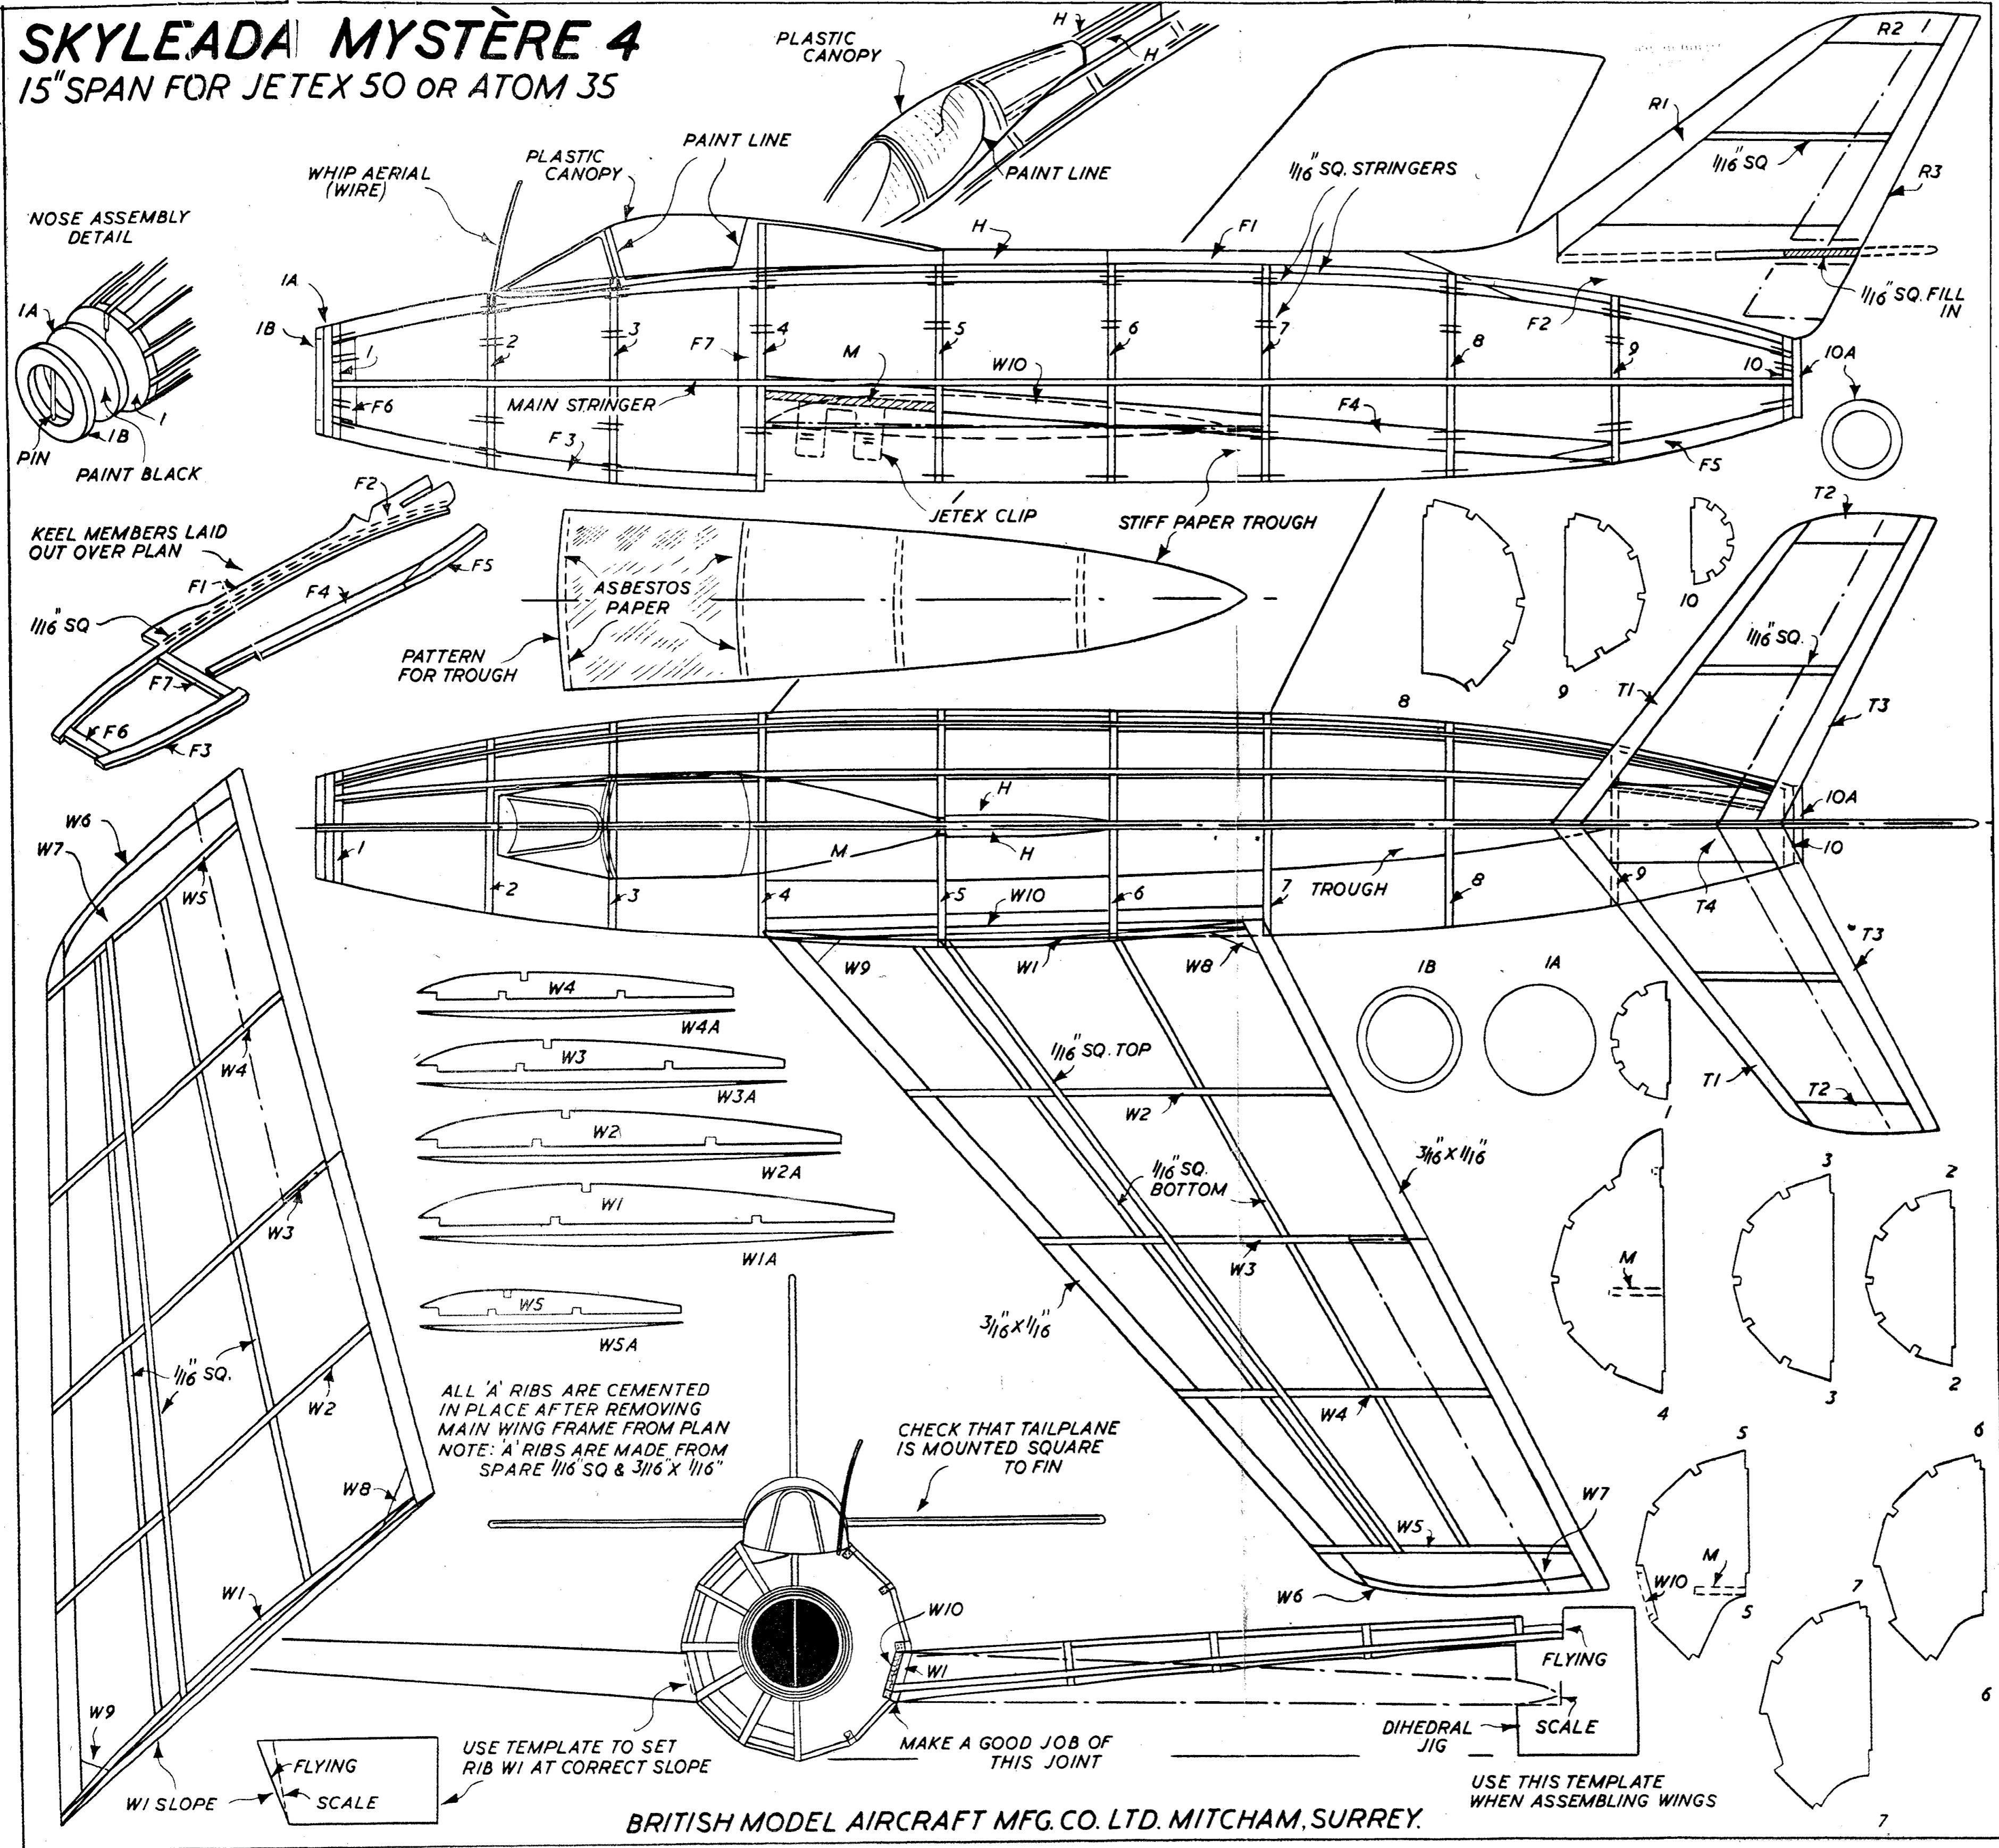 SKYLEADA MYSTÈRE 4
15" SPAN FOR JETEX 50 OR ATOM 35
PLASTIC
CANOPY
H
H
PAINT LINE
R2
R1
1/16" SQ
R3
1/16" SQ. FILL
IN
WHIP AERIAL
(WIRE)
PLASTIC
CANOPY
PAINT LINE
1/16" SQ. STRINGERS
H
F1
F2
NOSE ASSEMBLY
DETAIL
1A
1B
1
PIN
PAINT BLACK
1A
1B
1
2
3
F7
4
5
6
7
8
9
10
10A
M
W10
F6
MAIN STRINGER
F3
F4
F5
JETEX CLIP
STIFF PAPER TROUGH
KEEL MEMBERS LAID
OUT OVER PLAN
F2
F1
F4
F5
1/16" SQ
F7
F6
F3
ASBESTOS
PAPER
PATTERN
FOR TROUGH
8
9
10
T2
1/16" SQ.
T1
T3
10A
10
H
H
M
1
2
3
4
5
6
7
8
9
W10
TROUGH
T4
T3
T1
T2
W9
W1
W8
W6
W7
W5
W4
W3
W2
1/16" SQ.
W8
W1
W9
W1 SLOPE
W4
W4A
W3
W3A
W2
W2A
W1
W1A
W5
W5A
1/16" SQ. TOP
W2
1/16" SQ.
BOTTOM
3/16" X 1/16"
W3
3/16" X 1/16"
W4
W5
W7
W6
1B
1A
1
3
2
M
4
3
2
5
6
M
W10
5
7
6
7
ALL 'A' RIBS ARE CEMENTED
IN PLACE AFTER REMOVING
MAIN WING FRAME FROM PLAN
NOTE: 'A' RIBS ARE MADE FROM
SPARE 1/16" SQ & 3/16" X 1/16"
CHECK THAT TAILPLANE
IS MOUNTED SQUARE
TO FIN
W10
W1
FLYING
SCALE
DIHEDRAL
JIG
MAKE A GOOD JOB OF
THIS JOINT
USE TEMPLATE TO SET
RIB W1 AT CORRECT SLOPE
FLYING
SCALE
USE THIS TEMPLATE
WHEN ASSEMBLING WINGS
BRITISH MODEL AIRCRAFT MFG. CO. LTD. MITCHAM, SURREY.